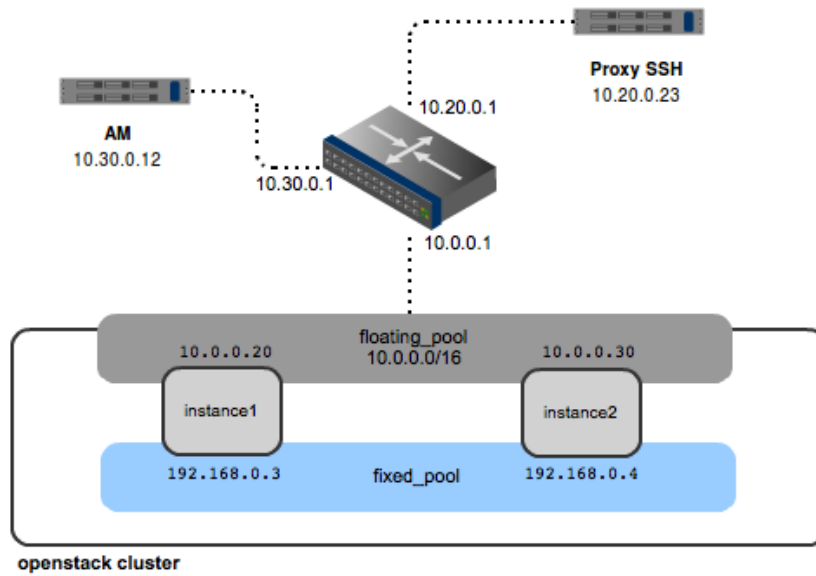 Proxy SSH
10.20.0.23
10.20.0.1
AM
10.30.0.12
10.30.0.1
10.0.0.1
floating_pool
10.0.0.20
10.0.0.0/16
10.0.0.30
instance1
instance2
192.168.0.3
fixed_pool
192.168.0.4
openstack cluster